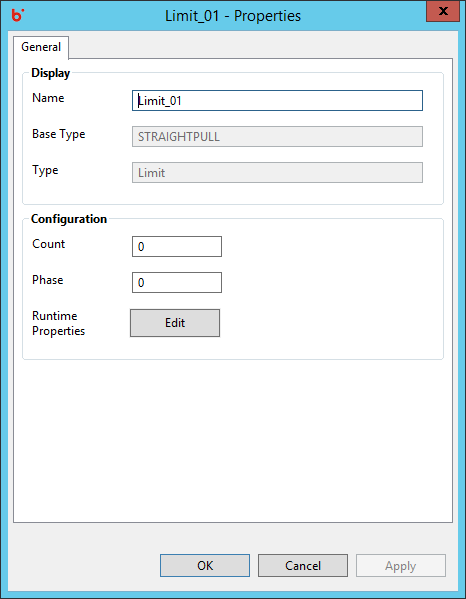 Limit_01 - Properties
General
Display
Name
Limit_01
Base Type
STRAIGHTPULL
Type
Limit
Configuration
Count
0
Phase
0
Runtime
Properties
Edit
OK
Cancel
Apply